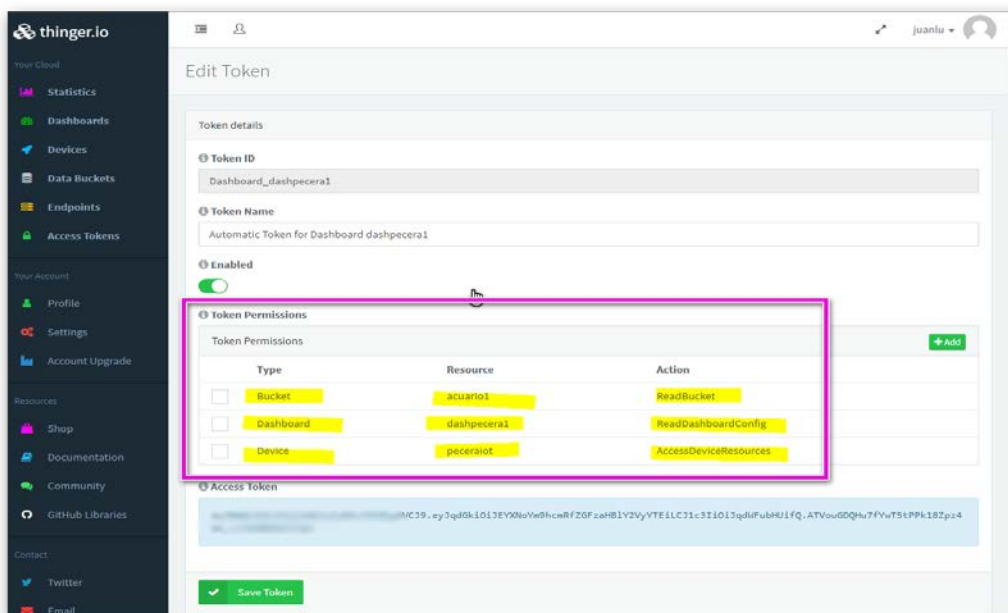 thinger.io
juanlu
Your Cloud
Statistics
Dashboards
Devices
Data Buckets
Endpoints
Access Tokens
Your Account
Profile
Settings
Account Upgrade
Resources
Shop
Documentation
Community
GitHub Libraries
Contact
Twitter
Email
Edit Token
Token details
Token ID
Dashboard_dashpecera1
Token Name
Automatic Token for Dashboard dashpecera1
Enabled
Token Permissions
Token Permissions
Add
Type Resource Action
Bucket acuario1 ReadBucket
Dashboard dashpecera1 ReadDashboardConfig
Device peceraiot AccessDeviceResources
Access Token
Save Token